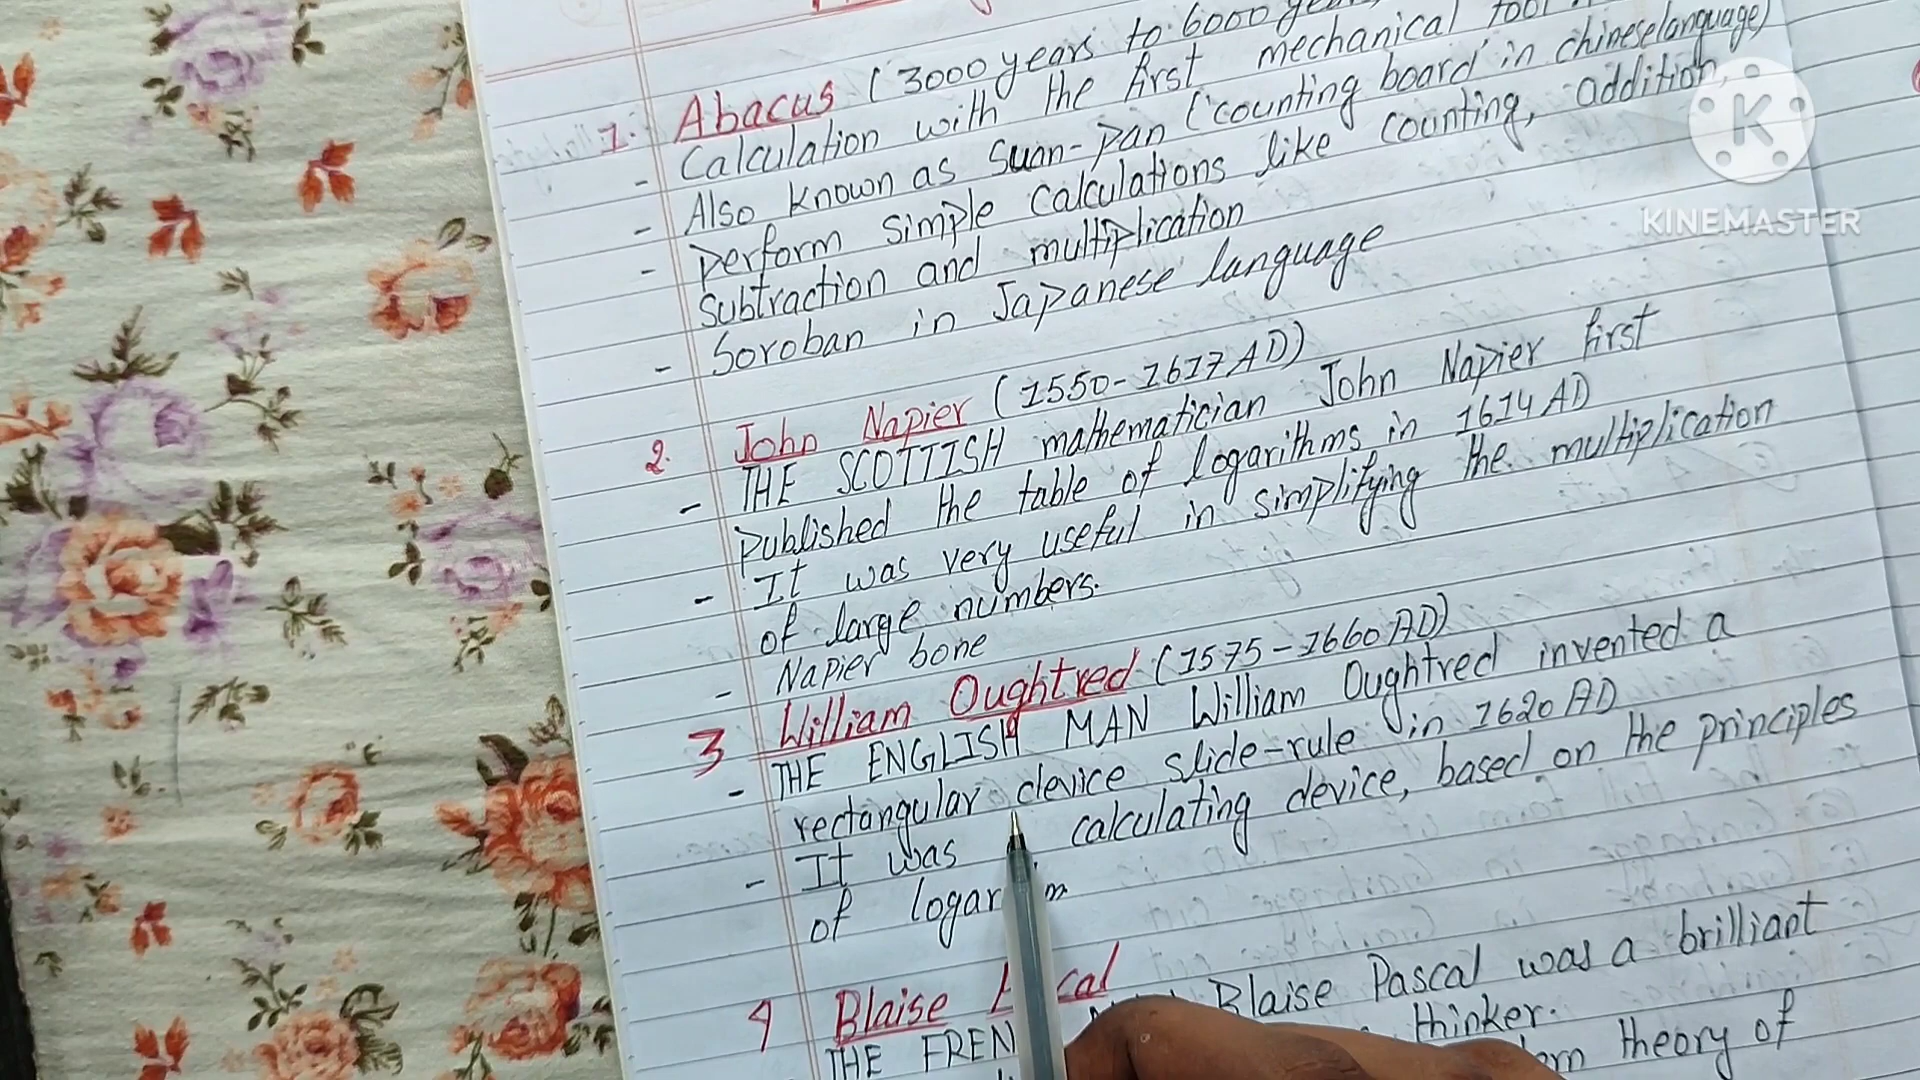 1. Abacus (3000 years to 6000 years
- Calculation with the first mechanical tool
- Also known as Suan-pan ('counting board' in chinese language)
- perform simple calculations like counting, addition,
subtraction and multiplication
- Soroban in Japanese language
2. John Napier (1550-1617 AD)
- THE SCOTTISH mathematician John Napier first
published the table of logarithms in 1614 AD
- It was very useful in simplifying the multiplication
of large numbers.
- Napier bone
3 William Oughtred (1575-1660 AD)
- THE ENGLISH MAN William Oughtred invented a
rectangular device slide-rule in 1620 AD
- It was calculating device, based on the principles
of
4 Blaise
THE Blaise Pascal was a brilliant
thinker.
theory of
KINEMASTER